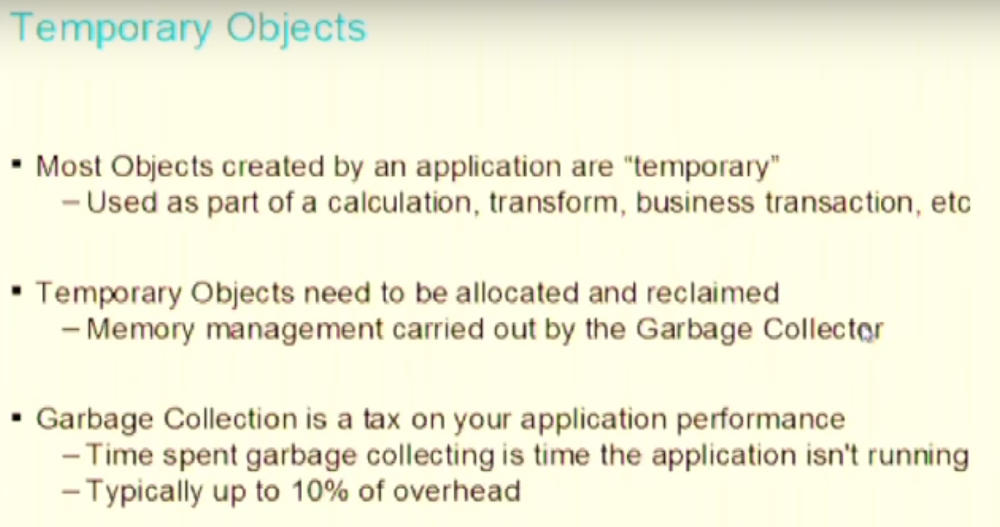 Temporary Objects
▪ Most Objects created by an application are “temporary”
– Used as part of a calculation, transform, business transaction, etc
▪ Temporary Objects need to be allocated and reclaimed
– Memory management carried out by the Garbage Collector
▪ Garbage Collection is a tax on your application performance
– Time spent garbage collecting is time the application isn't running
– Typically up to 10% of overhead